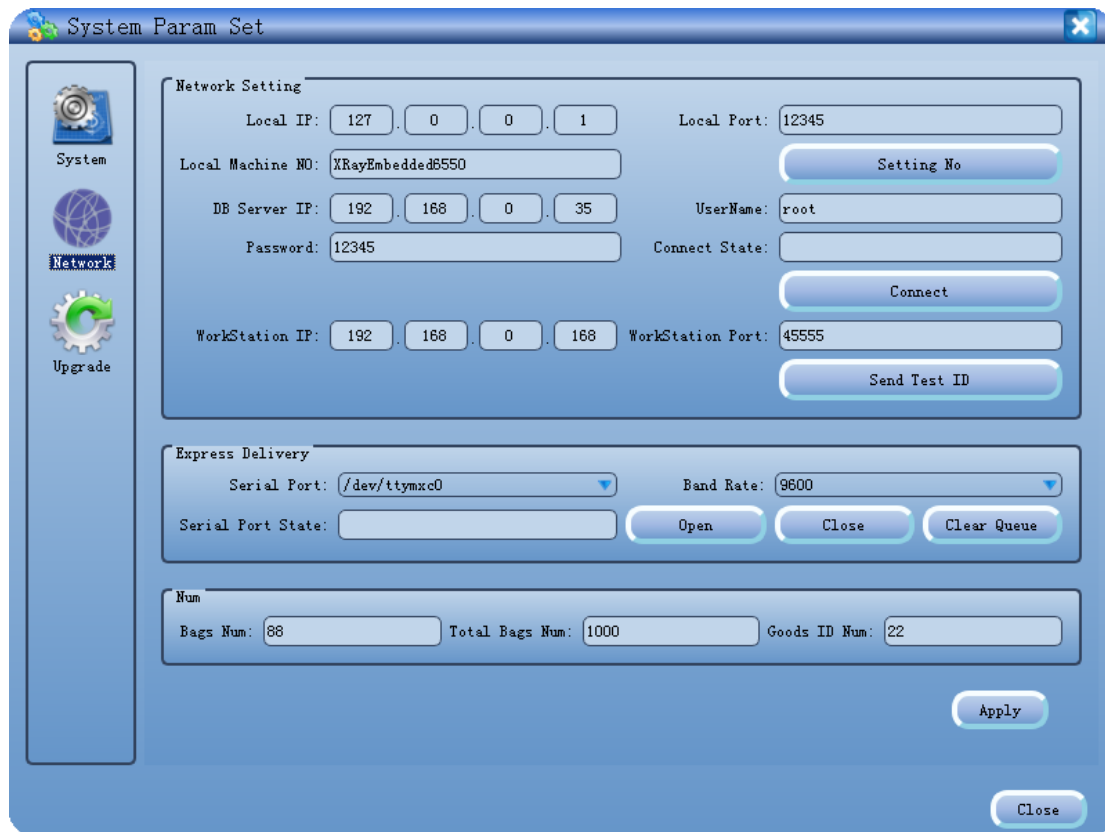 System Param Set
System
Network
Upgrade
Network Setting
Local IP: 127 . 0 . 0 . 1 Local Port: 12345
Local Machine NO: XRayEmbedded6550 Setting No
DB Server IP: 192 . 168 . 0 . 35 UserName: root
Password: 12345 Connect State:
Connect
WorkStation IP: 192 . 168 . 0 . 168 WorkStation Port: 45555
Send Test ID
Express Delivery
Serial Port: /dev/ttymxc0 Band Rate: 9600
Serial Port State: Open Close Clear Queue
Num
Bags Num: 88 Total Bags Num: 1000 Goods ID Num: 22
Apply
Close